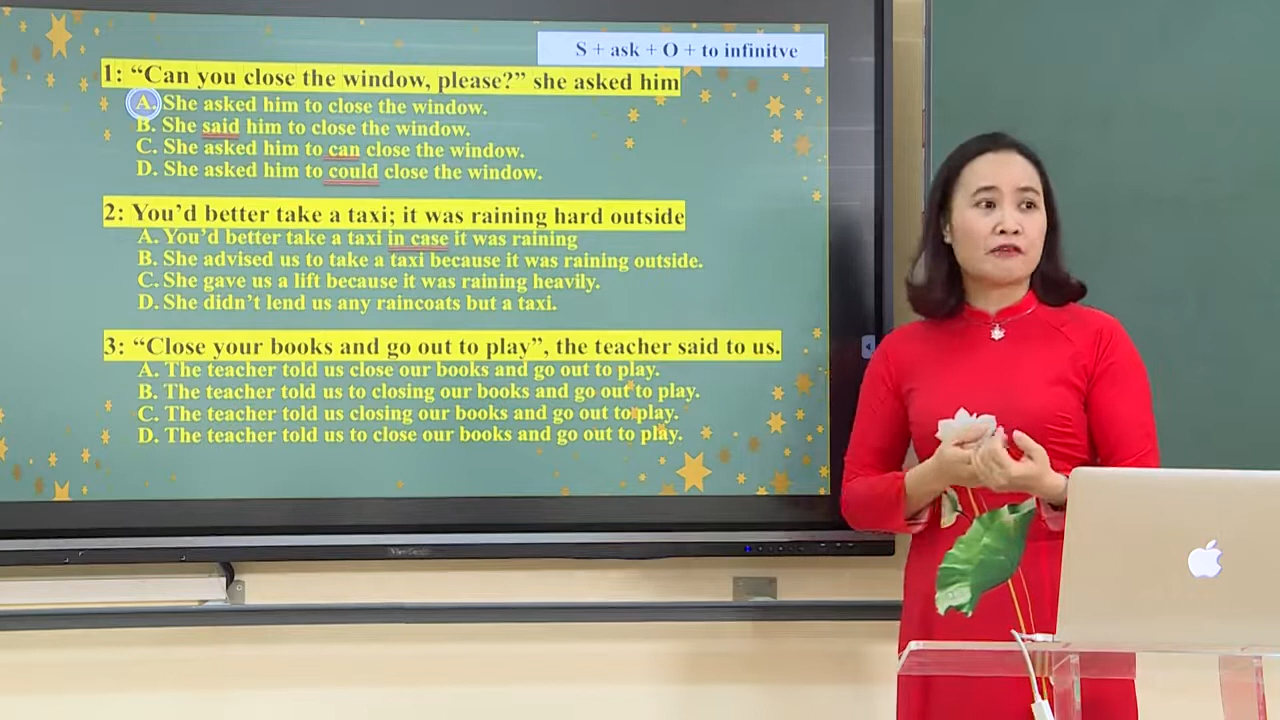 S + ask + O + to infinitve
1: “Can you close the window, please?” she asked him
A. She asked him to close the window.
B. She said him to close the window.
C. She asked him to can close the window.
D. She asked him to could close the window.
2: You’d better take a taxi; it was raining hard outside
A. You’d better take a taxi in case it was raining
B. She advised us to take a taxi because it was raining outside.
C. She gave us a lift because it was raining heavily.
D. She didn’t lend us any raincoats but a taxi.
3: “Close your books and go out to play”, the teacher said to us.
A. The teacher told us close our books and go out to play.
B. The teacher told us to closing our books and go out to play.
C. The teacher told us closing our books and go out to play.
D. The teacher told us to close our books and go out to play.